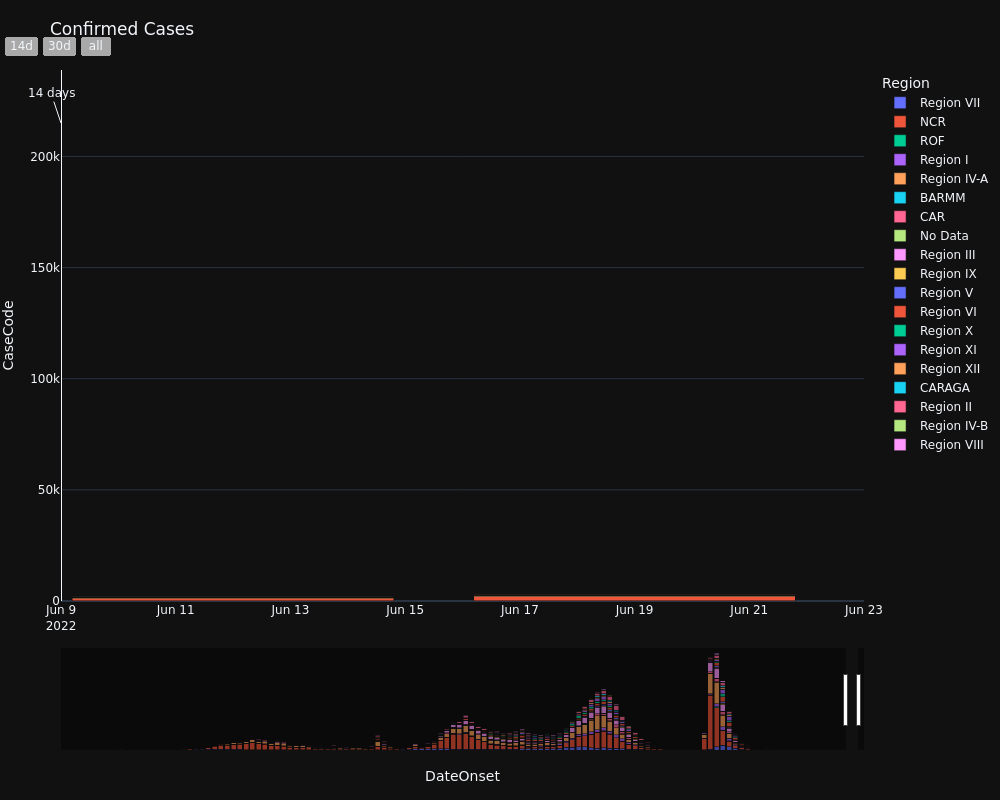 Confirmed Cases
14d 30d all
14 days
200k
150k
100k
50k
0
CaseCode
Jun 9 Jun 11 Jun 13 Jun 15 Jun 17 Jun 19 Jun 21 Jun 23
2022
DateOnset
Region
Region VII
NCR
ROF
Region I
Region IV-A
BARMM
CAR
No Data
Region III
Region IX
Region V
Region VI
Region X
Region XI
Region XII
CARAGA
Region II
Region IV-B
Region VIII